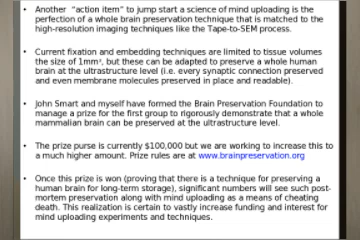 • Another "action item" to jump start a science of mind uploading is the
perfection of a whole brain preservation technique that is matched to the
high-resolution imaging techniques like the Tape-to-SEM process.
• Current fixation and embedding techniques are limited to tissue volumes
the size of 1mm³, but these can be adapted to preserve a whole human
brain at the ultrastructure level (i.e. every synaptic connection preserved
and even membrane molecules preserved in place and readable).
• John Smart and myself have formed the Brain Preservation Foundation to
manage a prize for the first group to rigorously demonstrate that a whole
mammalian brain can be preserved at the ultrastructure level.
• The prize purse is currently $100,000 but we are working to increase this to
a much higher amount. Prize rules are at www.brainpreservation.org
• Once this prize is won (proving that there is a technique for preserving a
human brain for long-term storage), significant numbers will see such post-
mortem preservation along with mind uploading as a means of cheating
death. This realization is certain to vastly increase funding and interest for
mind uploading experiments and techniques.